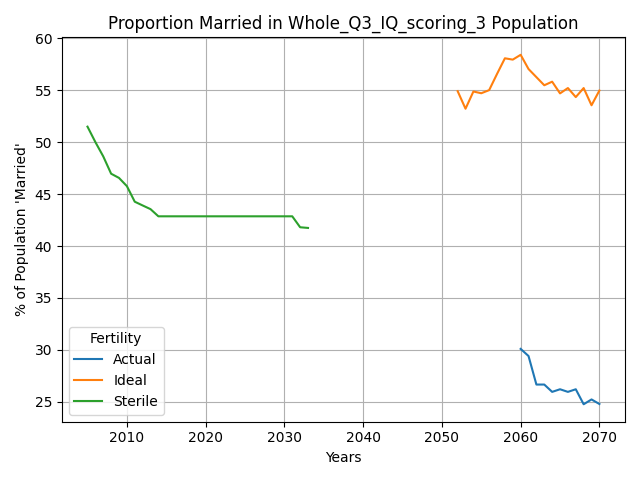 Proportion Married in Whole_Q3_IQ_scoring_3 Population
% of Population 'Married'
60
55
50
45
40
35
30
25
Fertility
Actual
Ideal
Sterile
2010 2020 2030 2040 2050 2060 2070
Years